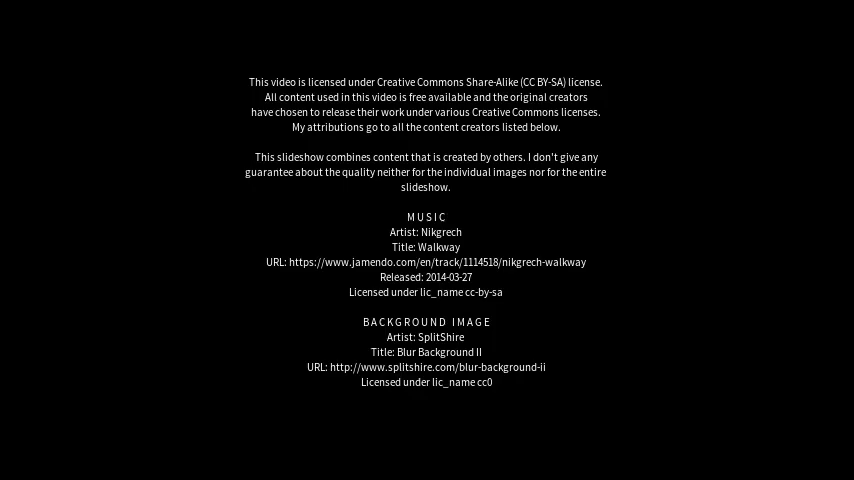 This video is licensed under Creative Commons Share-Alike (CC BY-SA) license.
All content used in this video is free available and the original creators
have chosen to release their work under various Creative Commons licenses.
My attributions go to all the content creators listed below.
This slideshow combines content that is created by others. I don't give any
guarantee about the quality neither for the individual images nor for the entire
slideshow.
MUSIC
Artist: Nikgrech
Title: Walkway
URL: https://www.jamendo.com/en/track/1114518/nikgrech-walkway
Released: 2014-03-27
Licensed under lic_name cc-by-sa
BACKGROUND IMAGE
Artist: SplitShire
Title: Blur Background II
URL: http://www.splitshire.com/blur-background-ii
Licensed under lic_name cc0